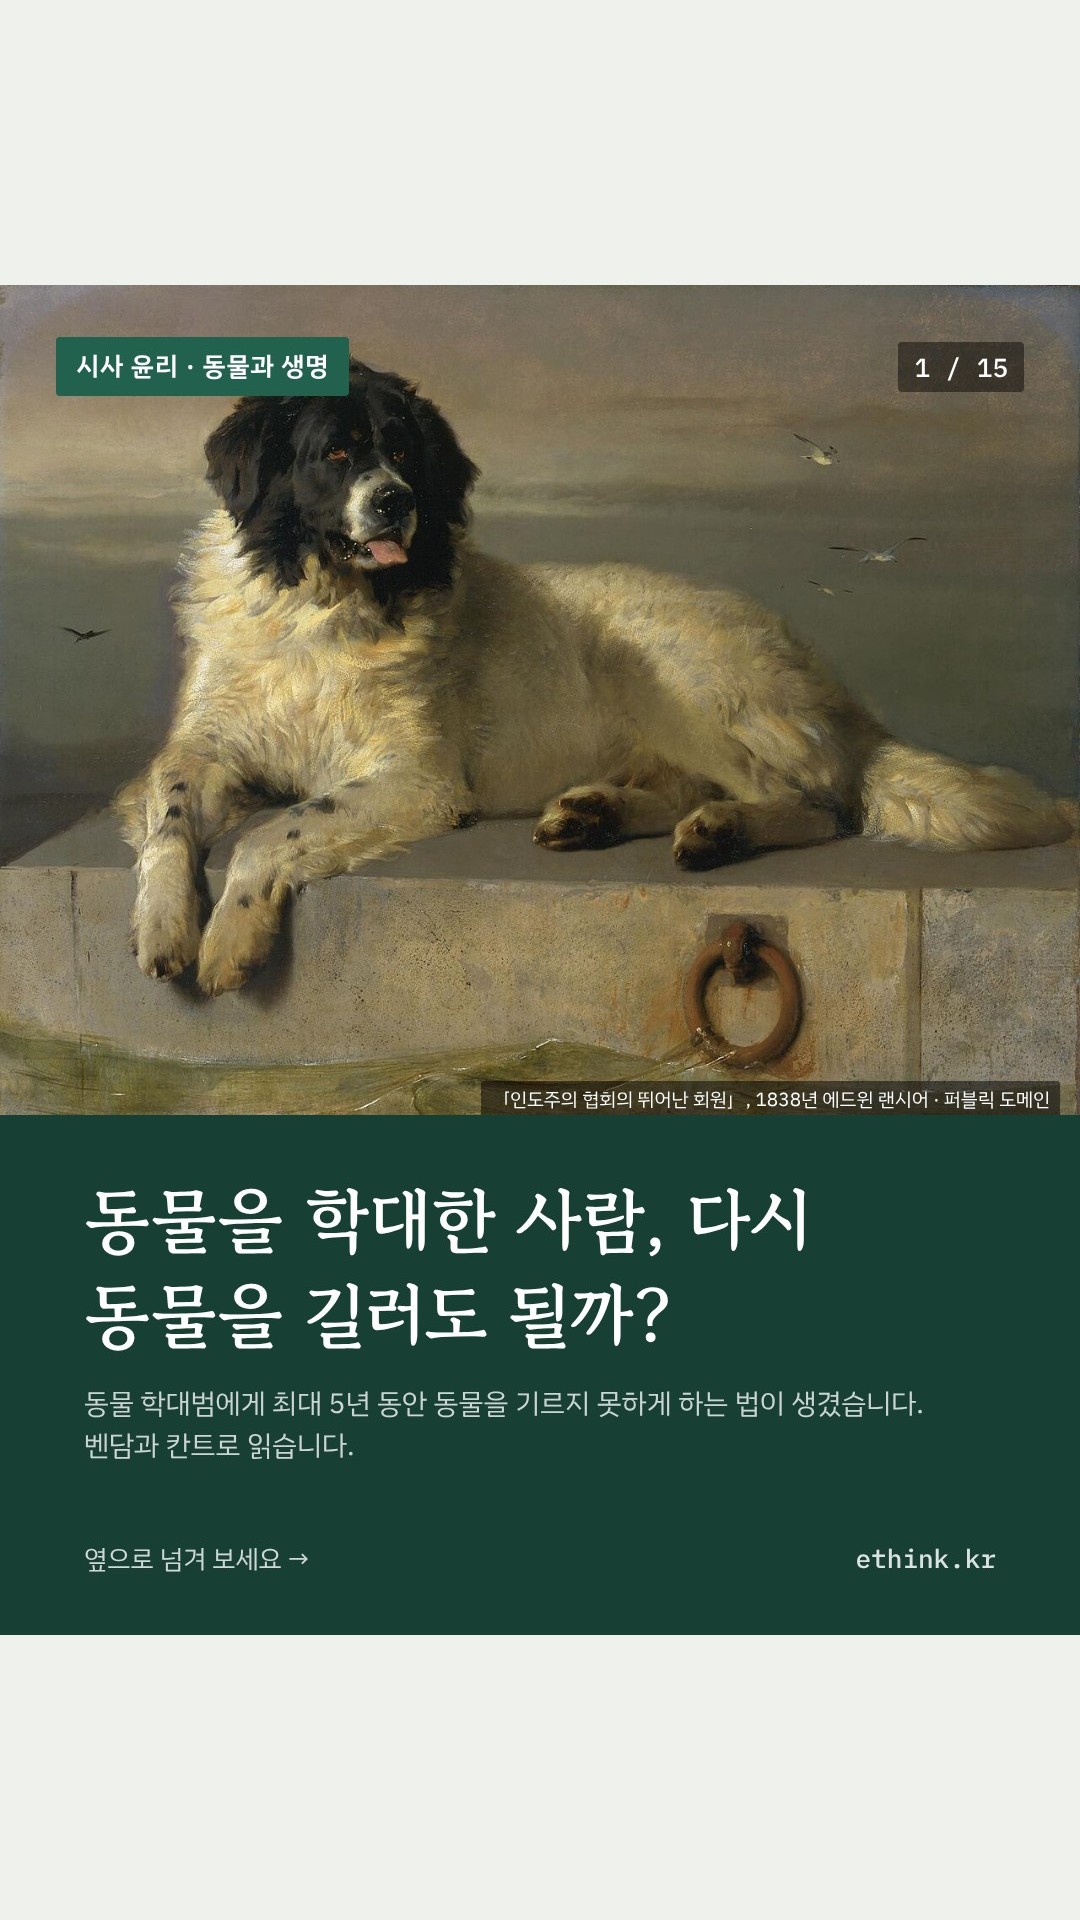 시사 윤리 · 동물과 생명
1 / 15
「인도주의 협회의 뛰어난 회원」, 1838년 에드윈 랜시어 · 퍼블릭 도메인
동물을 학대한 사람, 다시
동물을 길러도 될까?
동물 학대범에게 최대 5년 동안 동물을 기르지 못하게 하는 법이 생겼습니다.
벤담과 칸트로 읽습니다.
옆으로 넘겨 보세요 →
ethink.kr